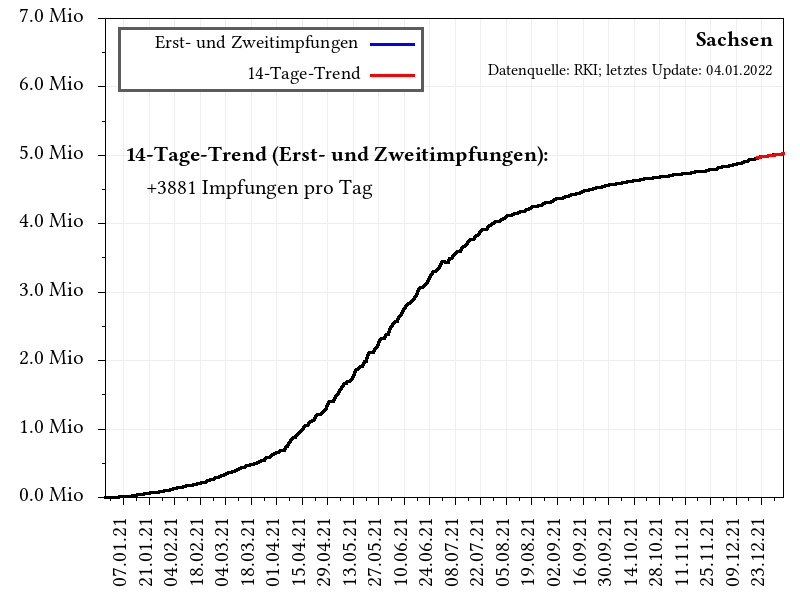 7.0 Mio
6.0 Mio
5.0 Mio
4.0 Mio
3.0 Mio
2.0 Mio
1.0 Mio
0.0 Mio
Erst- und Zweitimpfungen
14-Tage-Trend
Sachsen
Datenquelle: RKI; letztes Update: 04.01.2022
14-Tage-Trend (Erst- und Zweitimpfungen):
+3881 Impfungen pro Tag
07.01.21
21.01.21
04.02.21
18.02.21
04.03.21
18.03.21
01.04.21
15.04.21
29.04.21
13.05.21
27.05.21
10.06.21
24.06.21
08.07.21
22.07.21
05.08.21
19.08.21
02.09.21
16.09.21
30.09.21
14.10.21
28.10.21
11.11.21
25.11.21
09.12.21
23.12.21